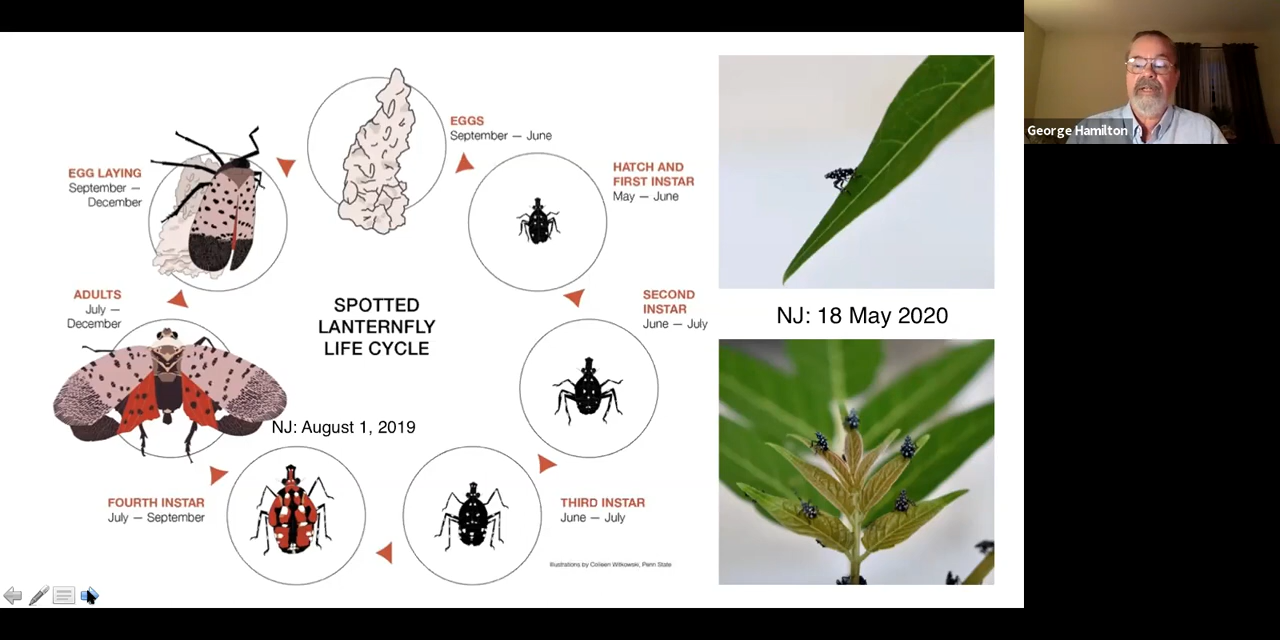 EGGS
September — June
HATCH AND
FIRST INSTAR
May — June
SECOND
INSTAR
June — July
THIRD INSTAR
June — July
FOURTH INSTAR
July — September
ADULTS
July —
December
NJ: August 1, 2019
EGG LAYING
September —
December
SPOTTED
LANTERNFLY
LIFE CYCLE
Illustrations by Colleen Witkowski, Penn State
NJ: 18 May 2020
George Hamilton